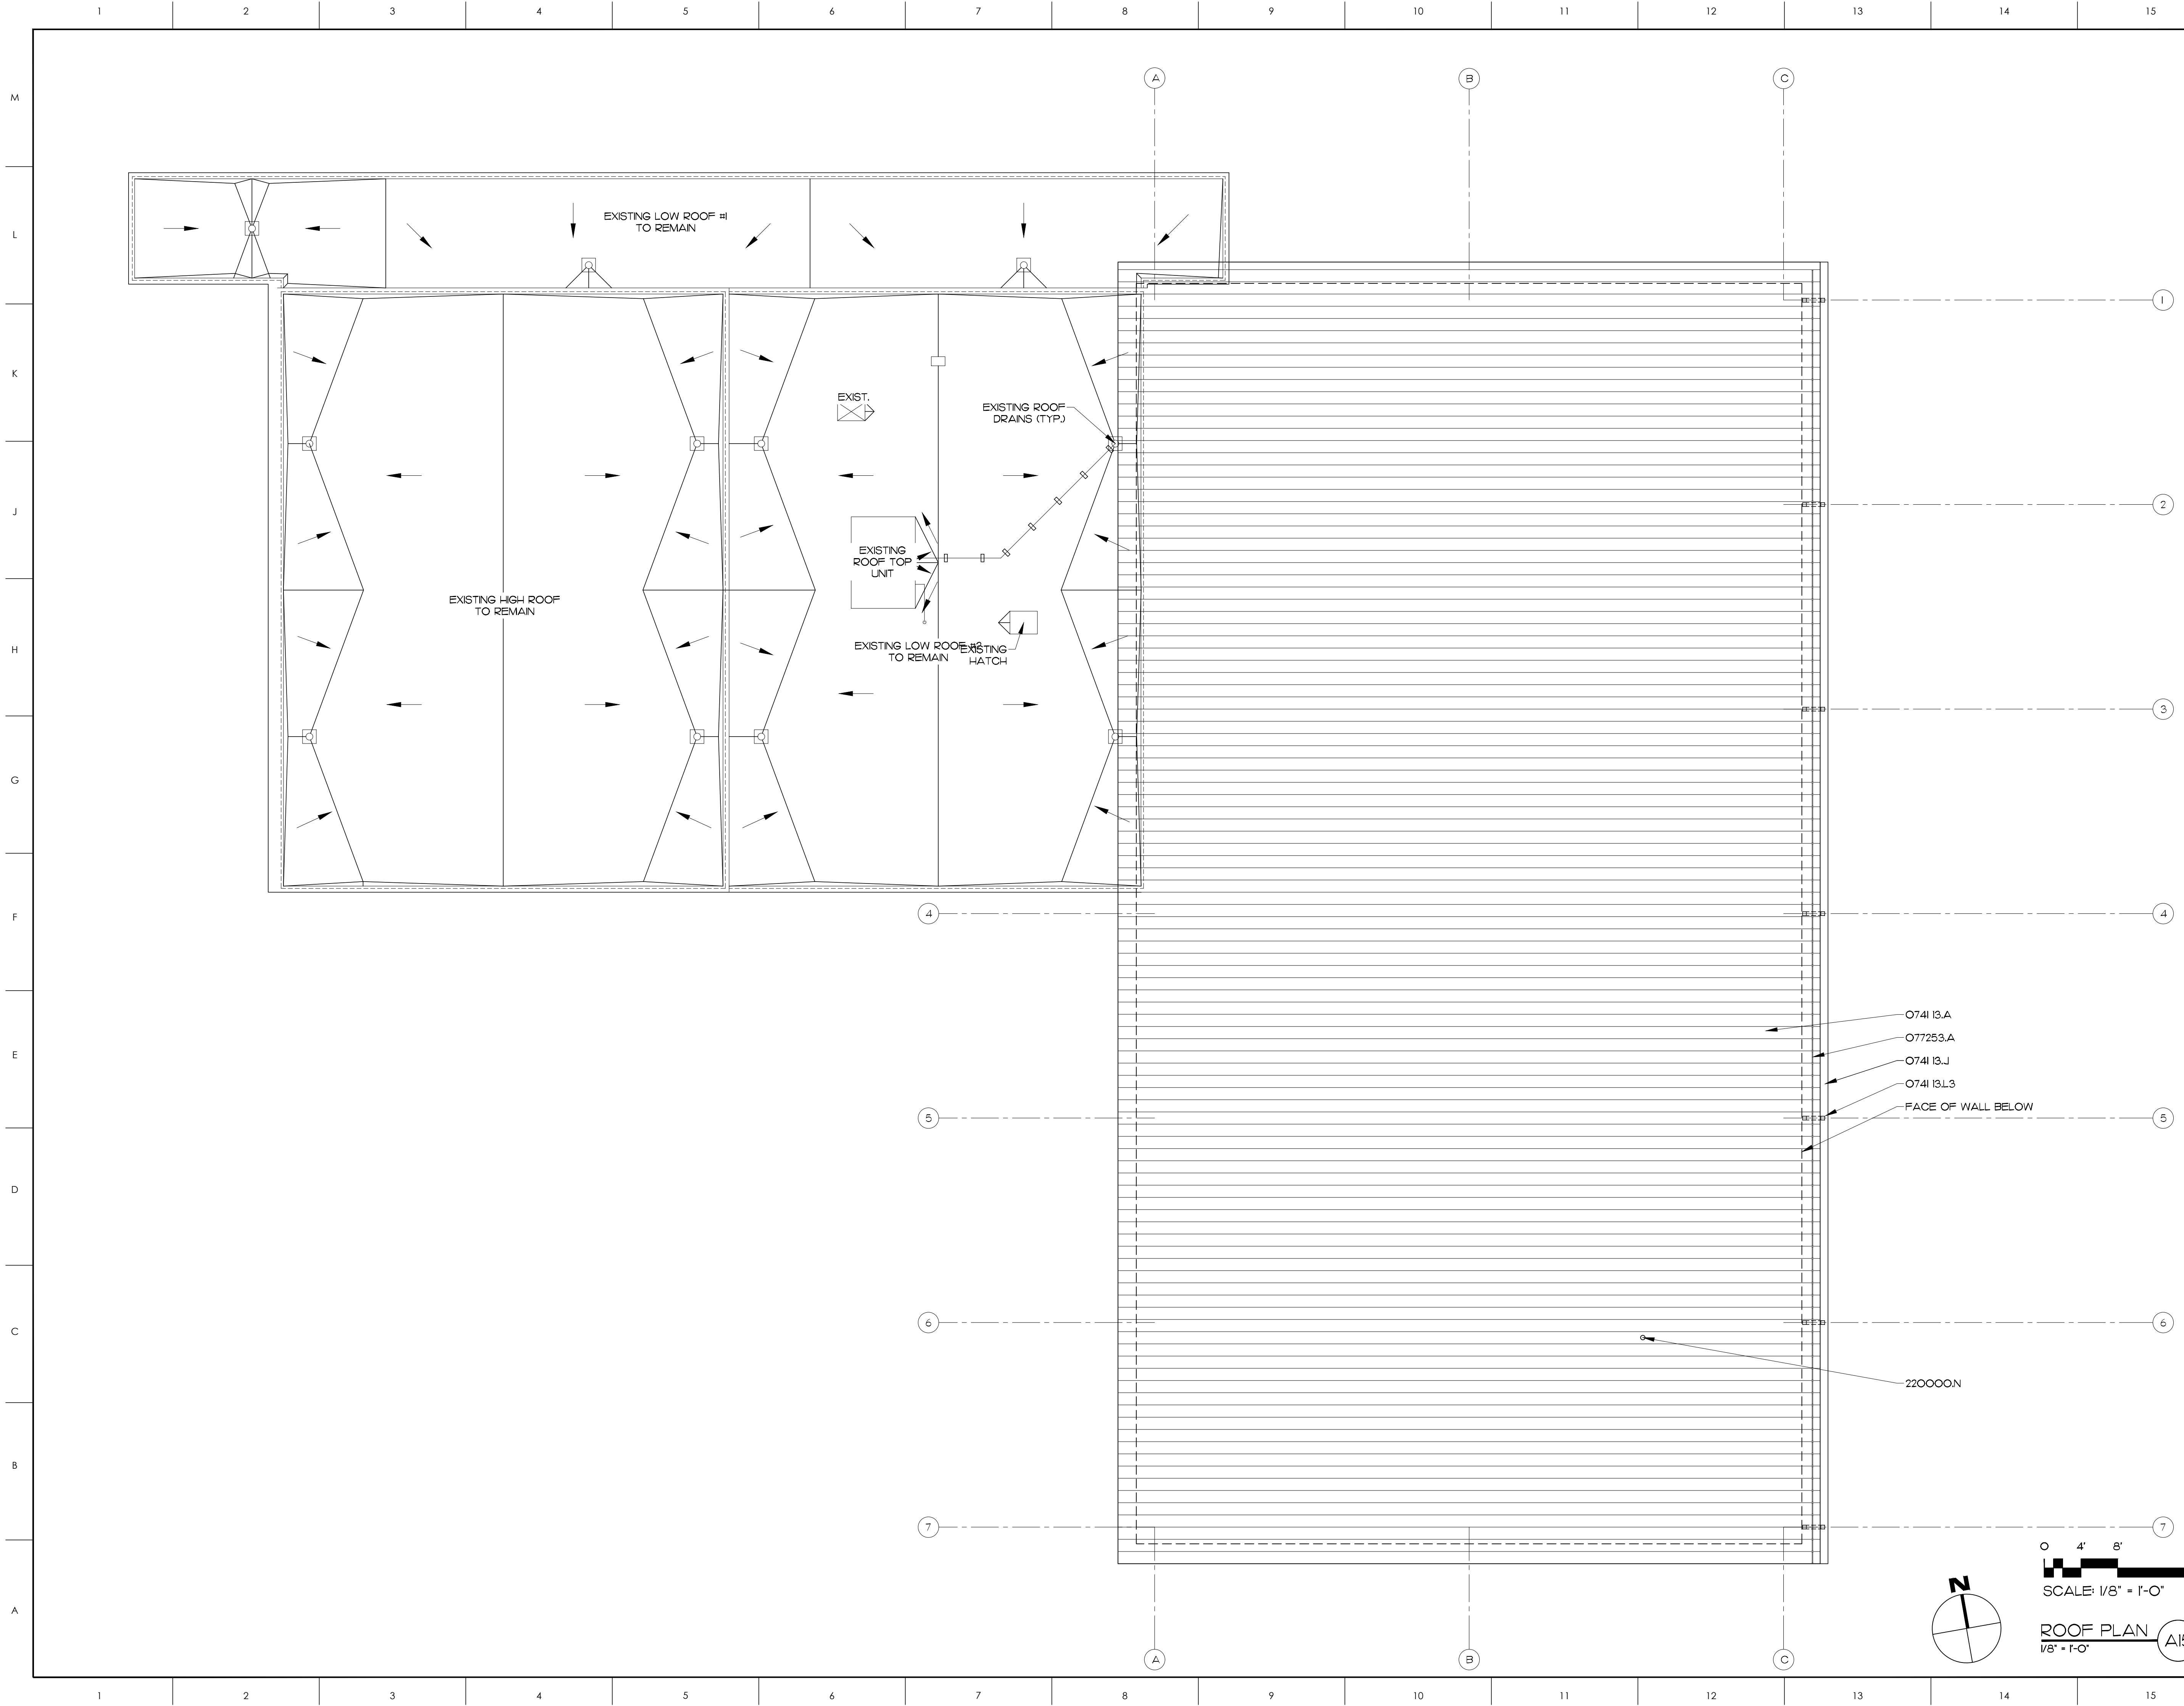 1 2 3 4 5 6 7 8 9 10 11 12 13 14 15
A B C
M
L
K
J
H
G
F
E
D
C
B
A
EXISTING LOW ROOF #1
TO REMAIN
1
EXIST.
EXISTING ROOF
DRAINS (TYP.)
2
EXISTING
ROOF TOP
UNIT
EXISTING HIGH ROOF
TO REMAIN
EXISTING LOW ROOF #2
TO REMAIN
EXISTING
HATCH
3
4 4
074113.A
077253.A
074113.J
074113.L3
FACE OF WALL BELOW
5 5
6 6
220000.N
7 7
0 4' 8'
SCALE: 1/8" = 1'-0"
N
ROOF PLAN
1/8" = 1'-0"
A B C
1 2 3 4 5 6 7 8 9 10 11 12 13 14 15